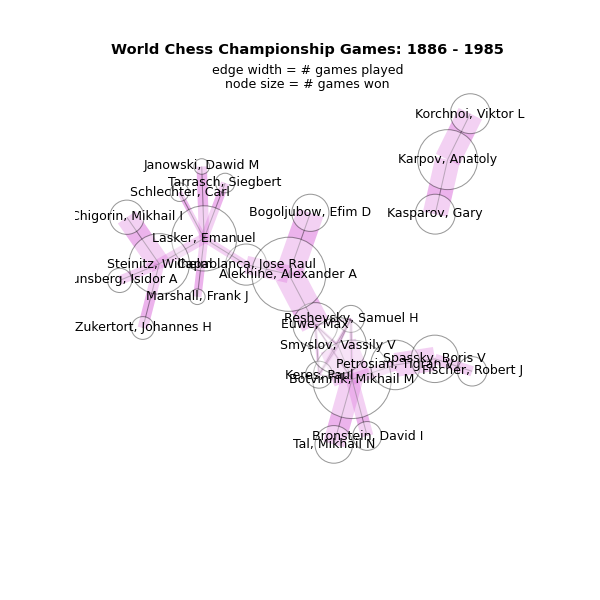 World Chess Championship Games: 1886 - 1985
edge width = # games played
node size = # games won
Korchnoi, Viktor L
Karpov, Anatoly
Janowski, Dawid M
Tarrasch, Siegbert
Schlechter, Carl
Bogoljubow, Efim D
Kasparov, Gary
Chigorin, Mikhail I
Lasker, Emanuel
Steinitz, Wilhelm
Capablanca, Jose Raul
Alekhine, Alexander A
unsberg, Isidor A
Marshall, Frank J
Reshevsky, Samuel H
Euwe, Max
Zukertort, Johannes H
Smyslov, Vassily V
Spassky, Boris V
Petrosian, Tigran V
Fischer, Robert J
Keres, Paul
Botvinnik, Mikhail M
Bronstein, David I
Tal, Mikhail N